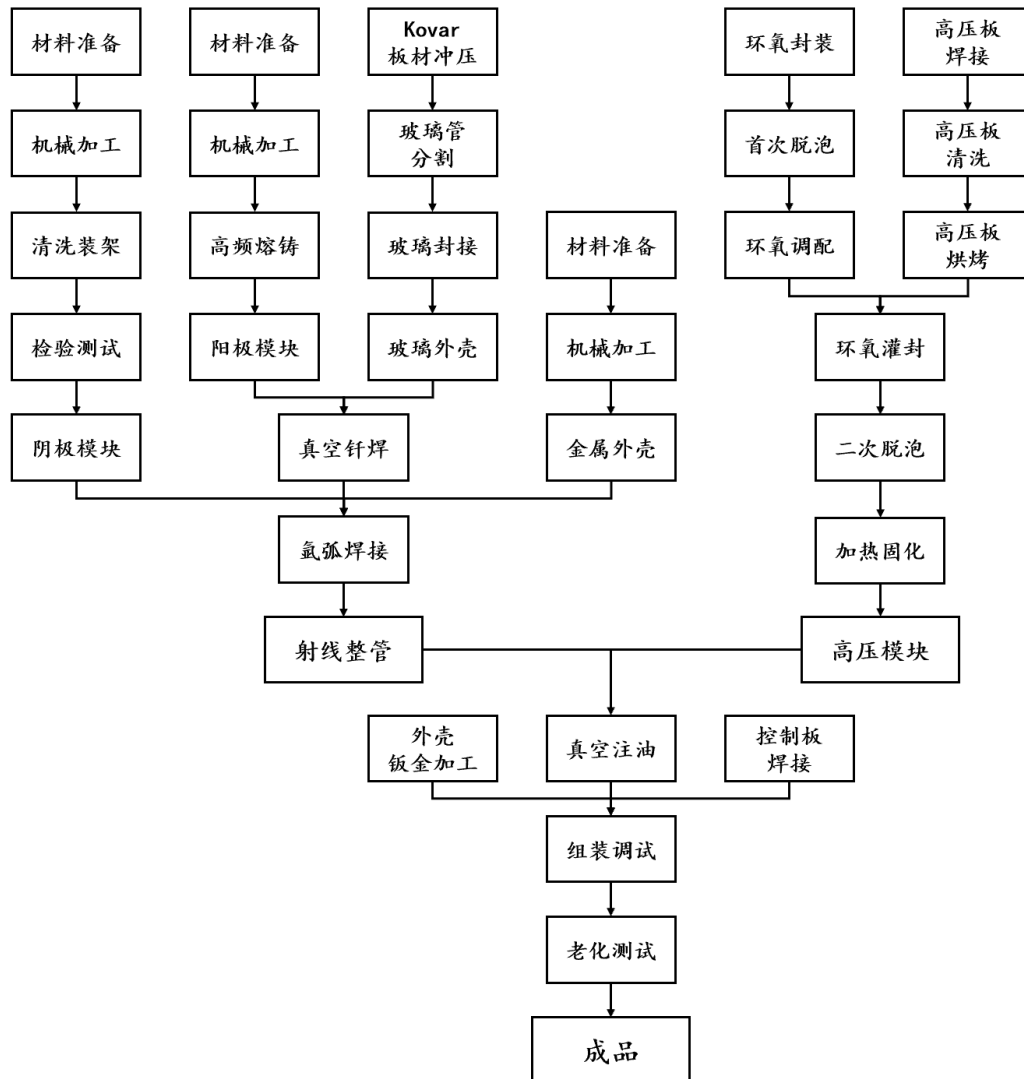 材料准备
材料准备
Kovar
板材冲压
环氧封装
高压板
焊接
机械加工
机械加工
玻璃管
分割
首次脱泡
高压板
清洗
清洗装架
高频熔铸
玻璃封接
材料准备
环氧调配
高压板
烘烤
检验测试
阳极模块
玻璃外壳
机械加工
环氧灌封
阴极模块
真空钎焊
金属外壳
二次脱泡
氩弧焊接
加热固化
射线整管
高压模块
外壳
钣金加工
真空注油
控制板
焊接
组装调试
老化测试
成品